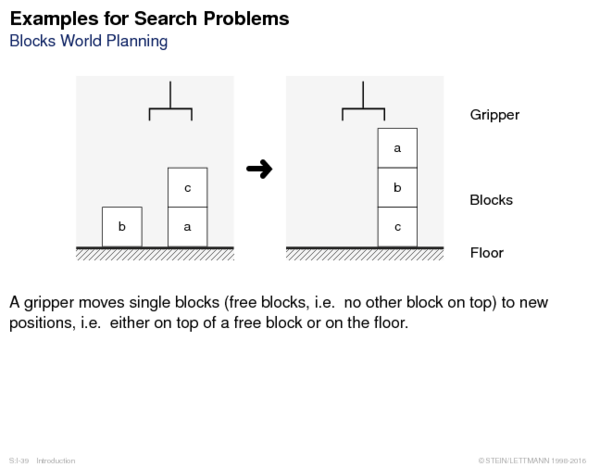 Examples for Search Problems
Blocks World Planning
Gripper
a
c
b
Blocks
b
a
c
Floor
A gripper moves single blocks (free blocks, i.e. no other block on top) to new
positions, i.e. either on top of a free block or on the floor.
S:I-39 Introduction
© STEIN/LETTMANN 1998-2016